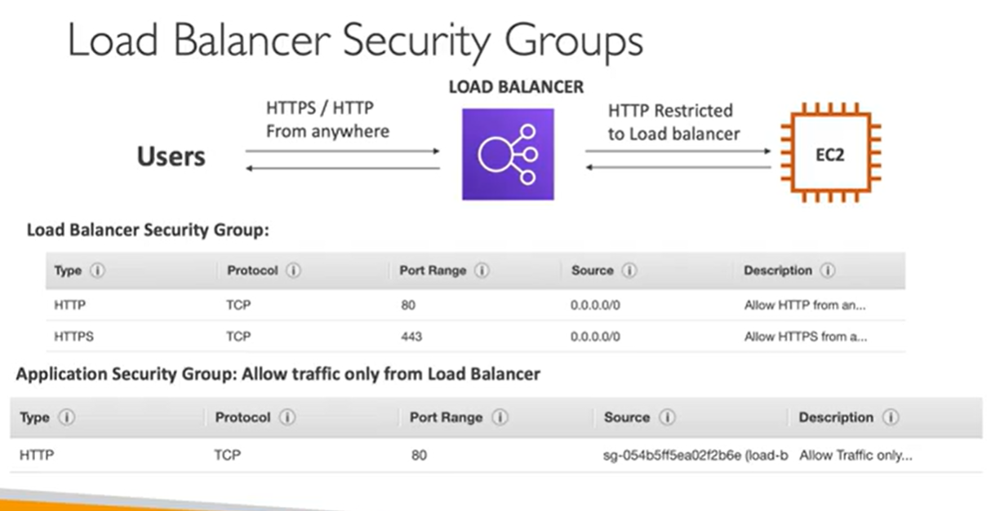 Load Balancer Security Groups
LOAD BALANCER
HTTPS / HTTP
From anywhere
HTTP Restricted
to Load balancer
Users
EC2
Load Balancer Security Group:
Type Protocol Port Range Source Description
HTTP TCP 80 0.0.0.0/0 Allow HTTP from an...
HTTPS TCP 443 0.0.0.0/0 Allow HTTPS from a...
Application Security Group: Allow traffic only from Load Balancer
Type Protocol Port Range Source Description
HTTP TCP 80 sg-054b5ff5ea02f2b6e (load-b Allow Traffic only...